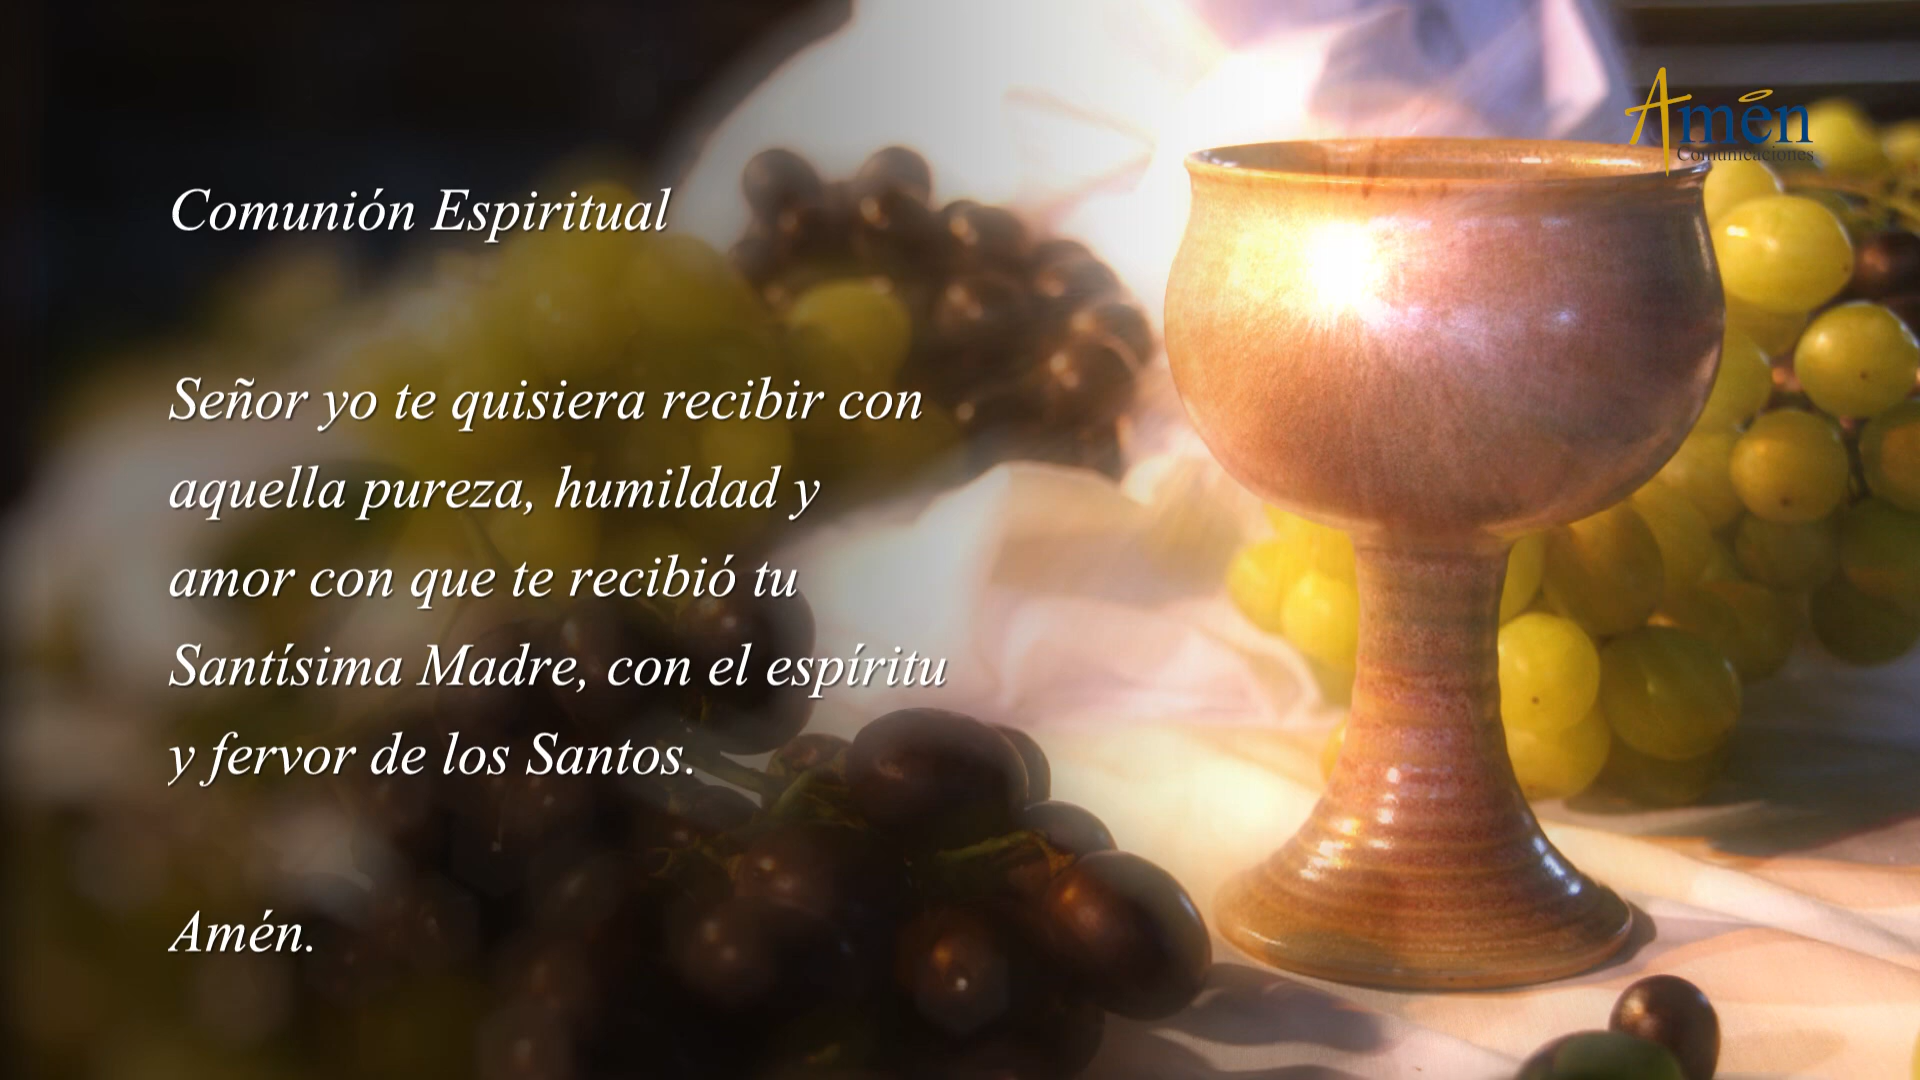 Amén
Comunicaciones
Comunión Espiritual
Señor yo te quisiera recibir con
aquella pureza, humildad y
amor con que te recibió tu
Santísima Madre, con el espíritu
y fervor de los Santos.
Amén.